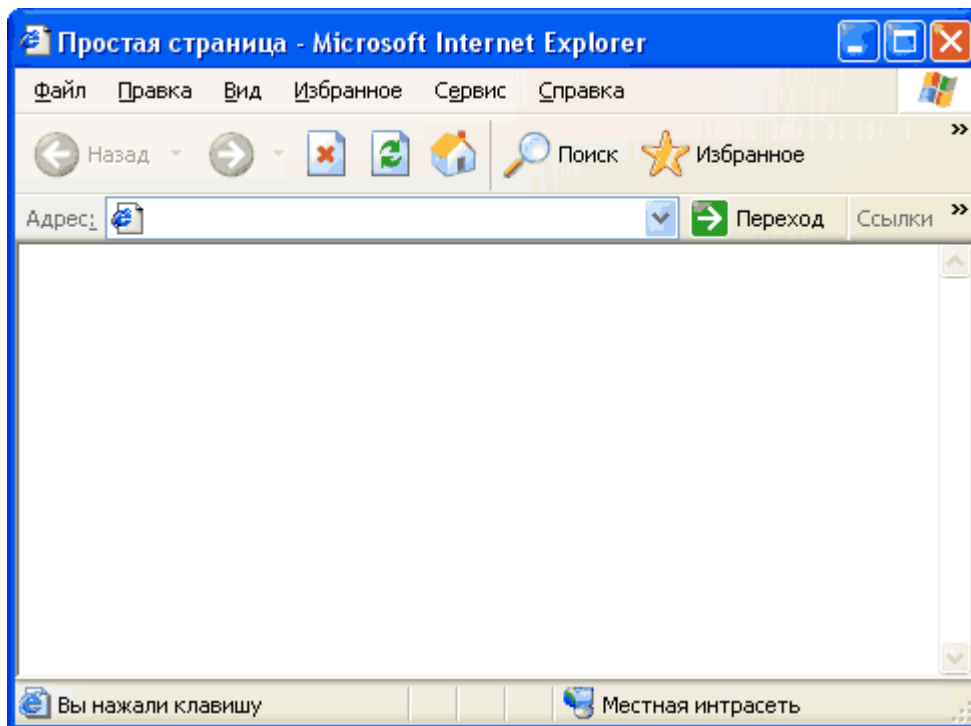 Простая страница - Microsoft Internet Explorer
Файл Правка Вид Избранное Сервис Справка
Назад Поиск Избранное »
Адрес: Переход Ссылки »
Вы нажали клавишу Местная интрасеть